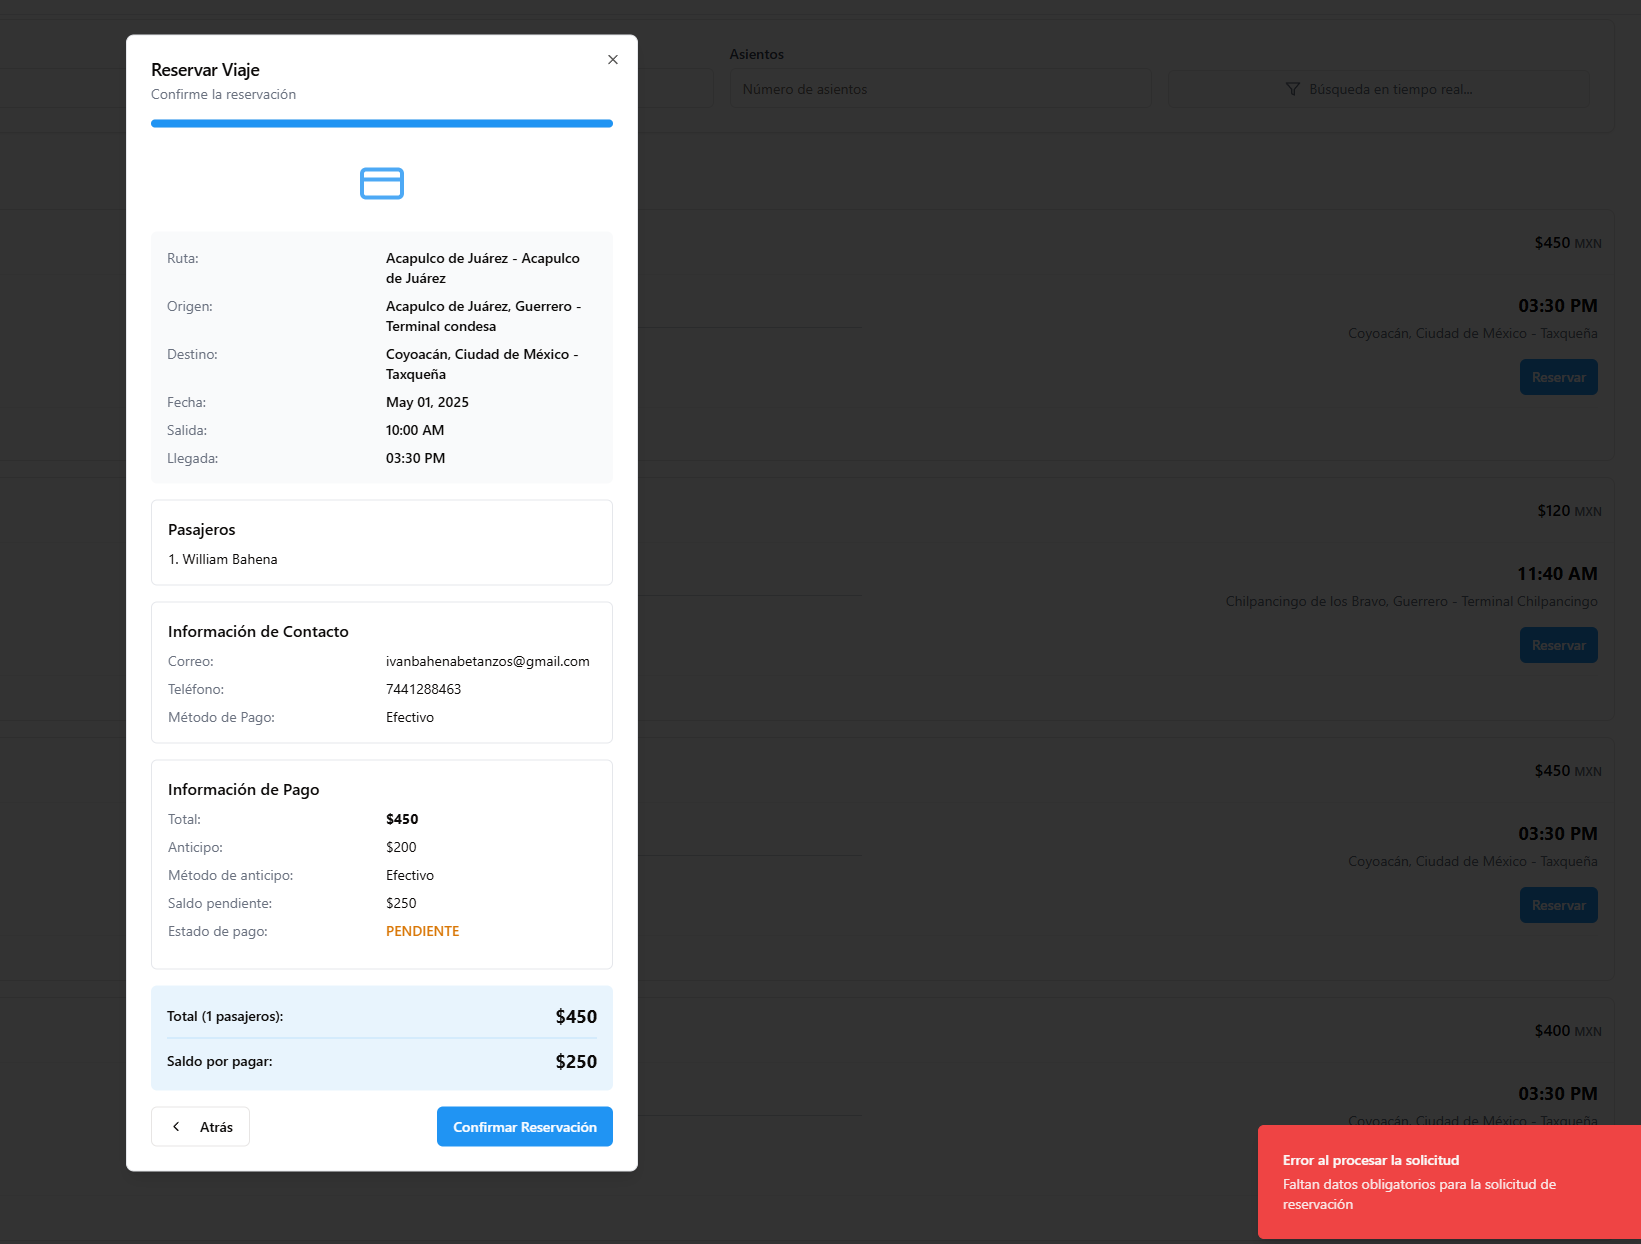 Reservar Viaje
Confirme la reservación
Ruta:
Acapulco de Juárez - Acapulco
de Juárez
Origen:
Acapulco de Juárez, Guerrero -
Terminal condesa
Destino:
Coyoacán, Ciudad de México -
Taxqueña
Fecha:
May 01, 2025
Salida:
10:00 AM
Llegada:
03:30 PM
Pasajeros
1. William Bahena
Información de Contacto
Correo:
ivanbahenabetanzos@gmail.com
Teléfono:
7441288463
Método de Pago:
Efectivo
Información de Pago
Total:
$450
Anticipo:
$200
Método de anticipo:
Efectivo
Saldo pendiente:
$250
Estado de pago:
PENDIENTE
Total (1 pasajeros):
$450
Saldo por pagar:
$250
Atrás
Confirmar Reservación
Asientos
Número de asientos
Búsqueda en tiempo real...
$450 MXN
03:30 PM
Coyoacán, Ciudad de México - Taxqueña
Reservar
$120 MXN
11:40 AM
Chilpancingo de los Bravo, Guerrero - Terminal Chilpancingo
Reservar
$450 MXN
03:30 PM
Coyoacán, Ciudad de México - Taxqueña
Reservar
$400 MXN
03:30 PM
Coyoacán, Ciudad de México - Taxqueña
Error al procesar la solicitud
Faltan datos obligatorios para la solicitud de
reservación